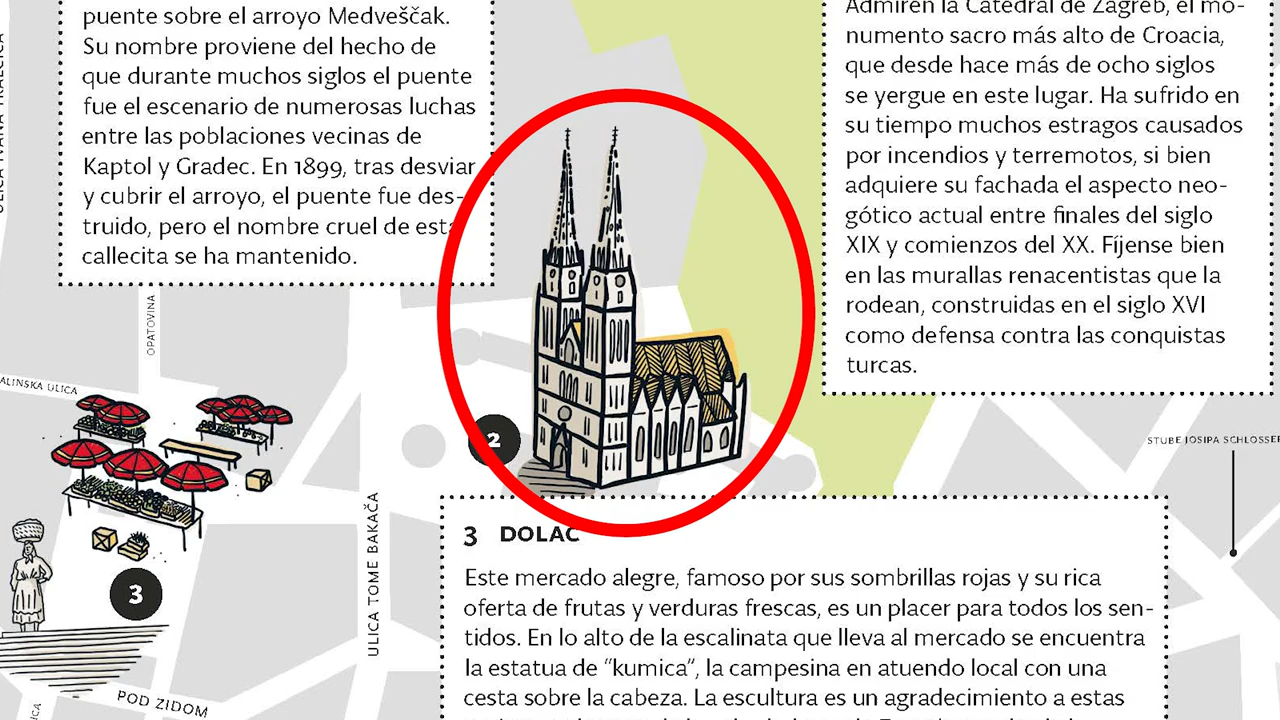 puente sobre el arroyo Medveščak.
Su nombre proviene del hecho de
que durante muchos siglos el puente
fue el escenario de numerosas luchas
entre las poblaciones vecinas de
Kaptol y Gradec. En 1899, tras desviar
y cubrir el arroyo, el puente fue des-
truido, pero el nombre cruel de esta
callecita se ha mantenido.
Admiren la Catedral de Zagreb, el mo-
numento sacro más alto de Croacia,
que desde hace más de ocho siglos
se yergue en este lugar. Ha sufrido en
su tiempo muchos estragos causados
por incendios y terremotos, si bien
adquiere su fachada el aspecto neo-
gótico actual entre finales del siglo
XIX y comienzos del XX. Fíjense bien
en las murallas renacentistas que la
rodean, construidas en el siglo XVI
como defensa contra las conquistas
turcas.
OPATOVINA
ALINSKA ULICA
2
STUBE JOSIPA SCHLOSSER
3
ULICA TOME BAKAČA
POD ZIDOM
3 DOLAC
Este mercado alegre, famoso por sus sombrillas rojas y su rica
oferta de frutas y verduras frescas, es un placer para todos los sen-
tidos. En lo alto de la escalinata que lleva al mercado se encuentra
la estatua de “kumica”, la campesina en atuendo local con una
cesta sobre la cabeza. La escultura es un agradecimiento a estas